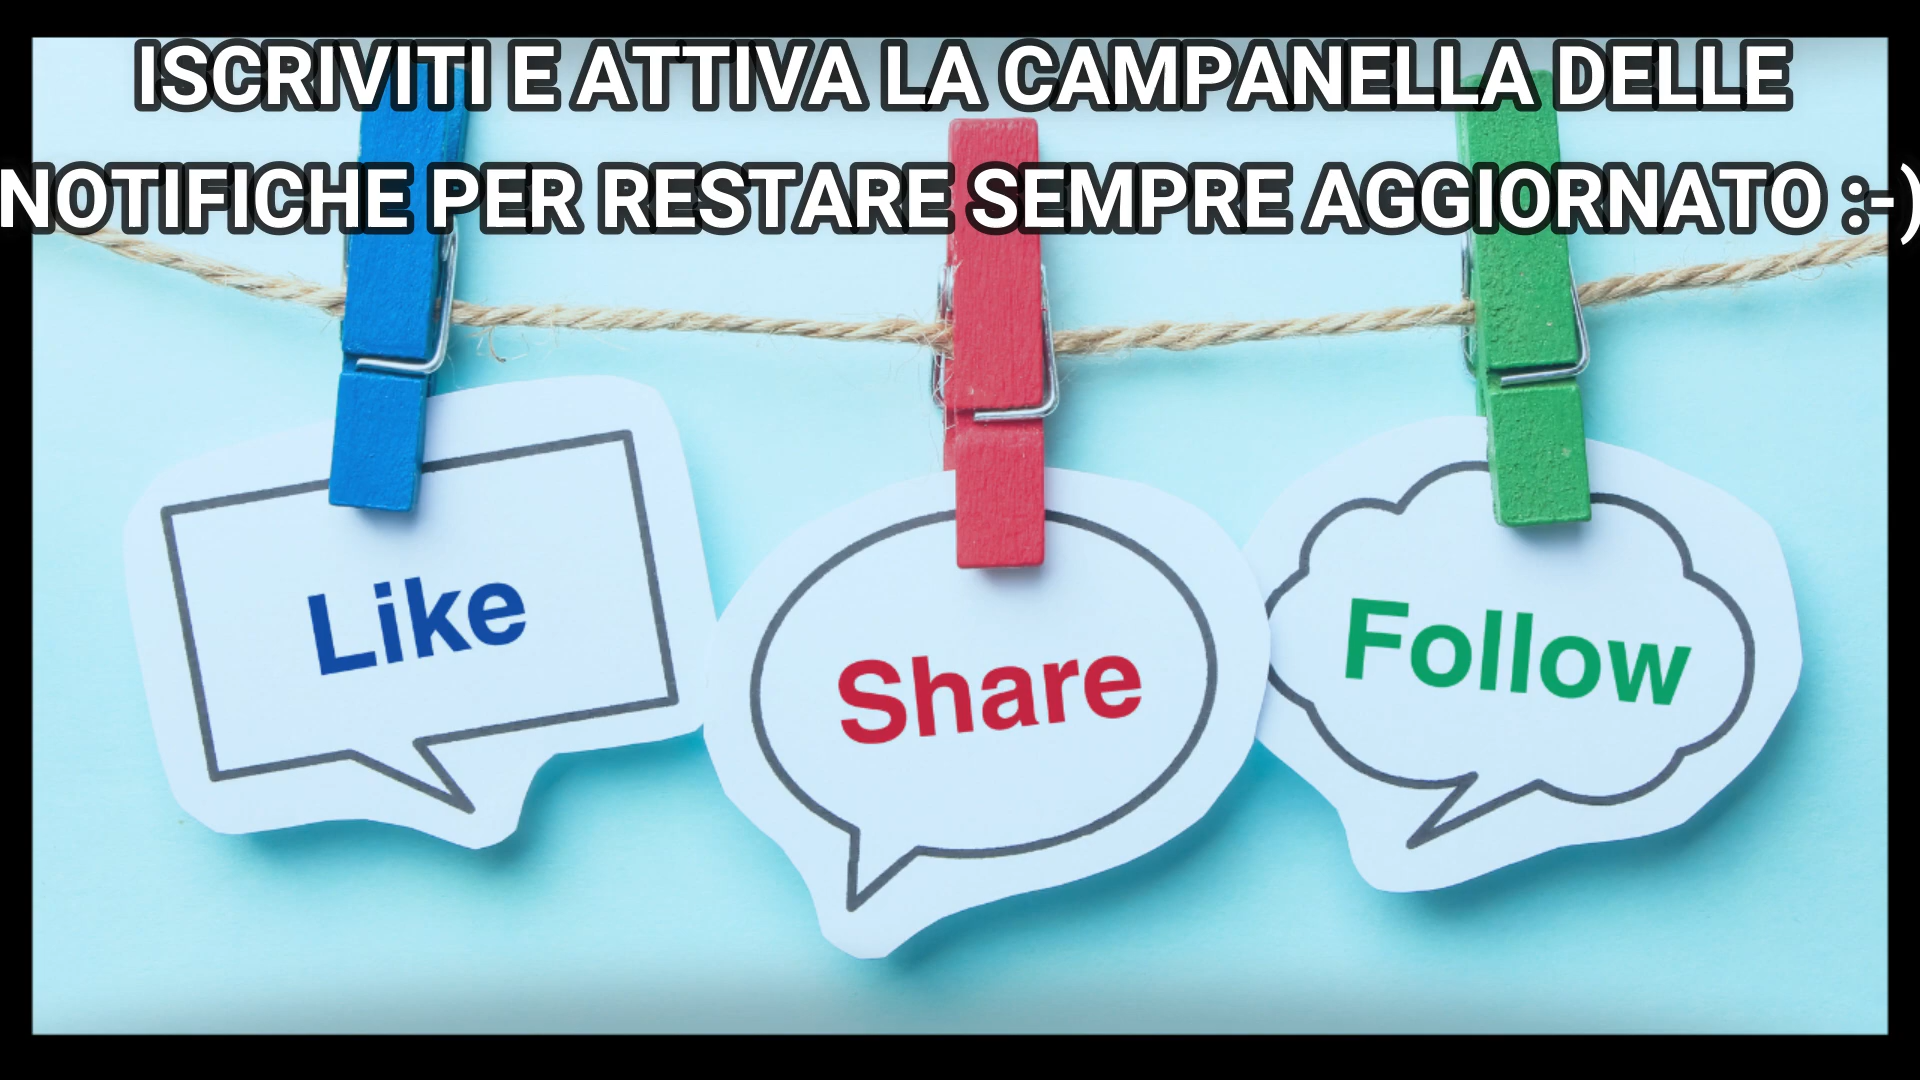 ISCRIVITI E ATTIVA LA CAMPANELLA DELLE
NOTIFICHE PER RESTARE SEMPRE AGGIORNATO :-)
Like
Share
Follow